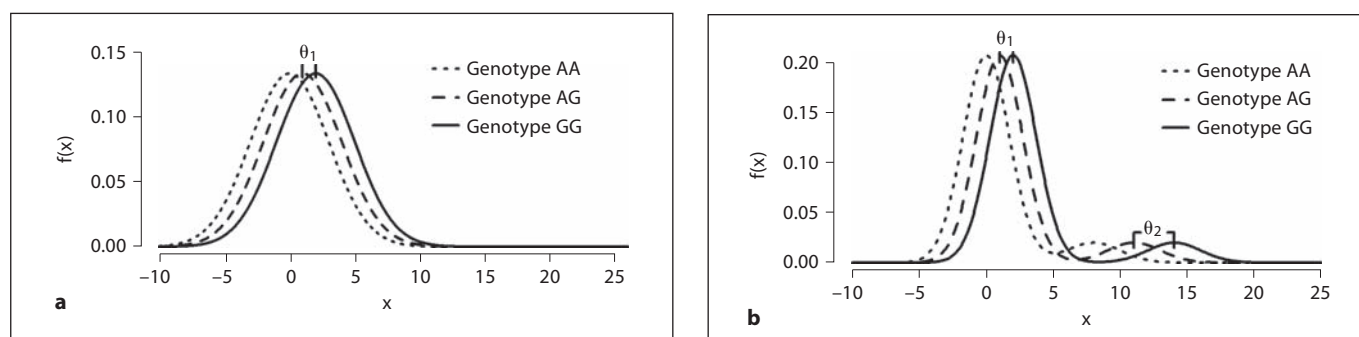 θ1
0.15
0.10
0.05
0.00
f(x)
Genotype AA
Genotype AG
Genotype GG
−10 −5 0 5 10 15 20 25
x
a
θ1
0.20
0.15
0.10
0.05
0.00
f(x)
Genotype AA
Genotype AG
Genotype GG
θ2
−10 −5 0 5 10 15 20 25
x
b